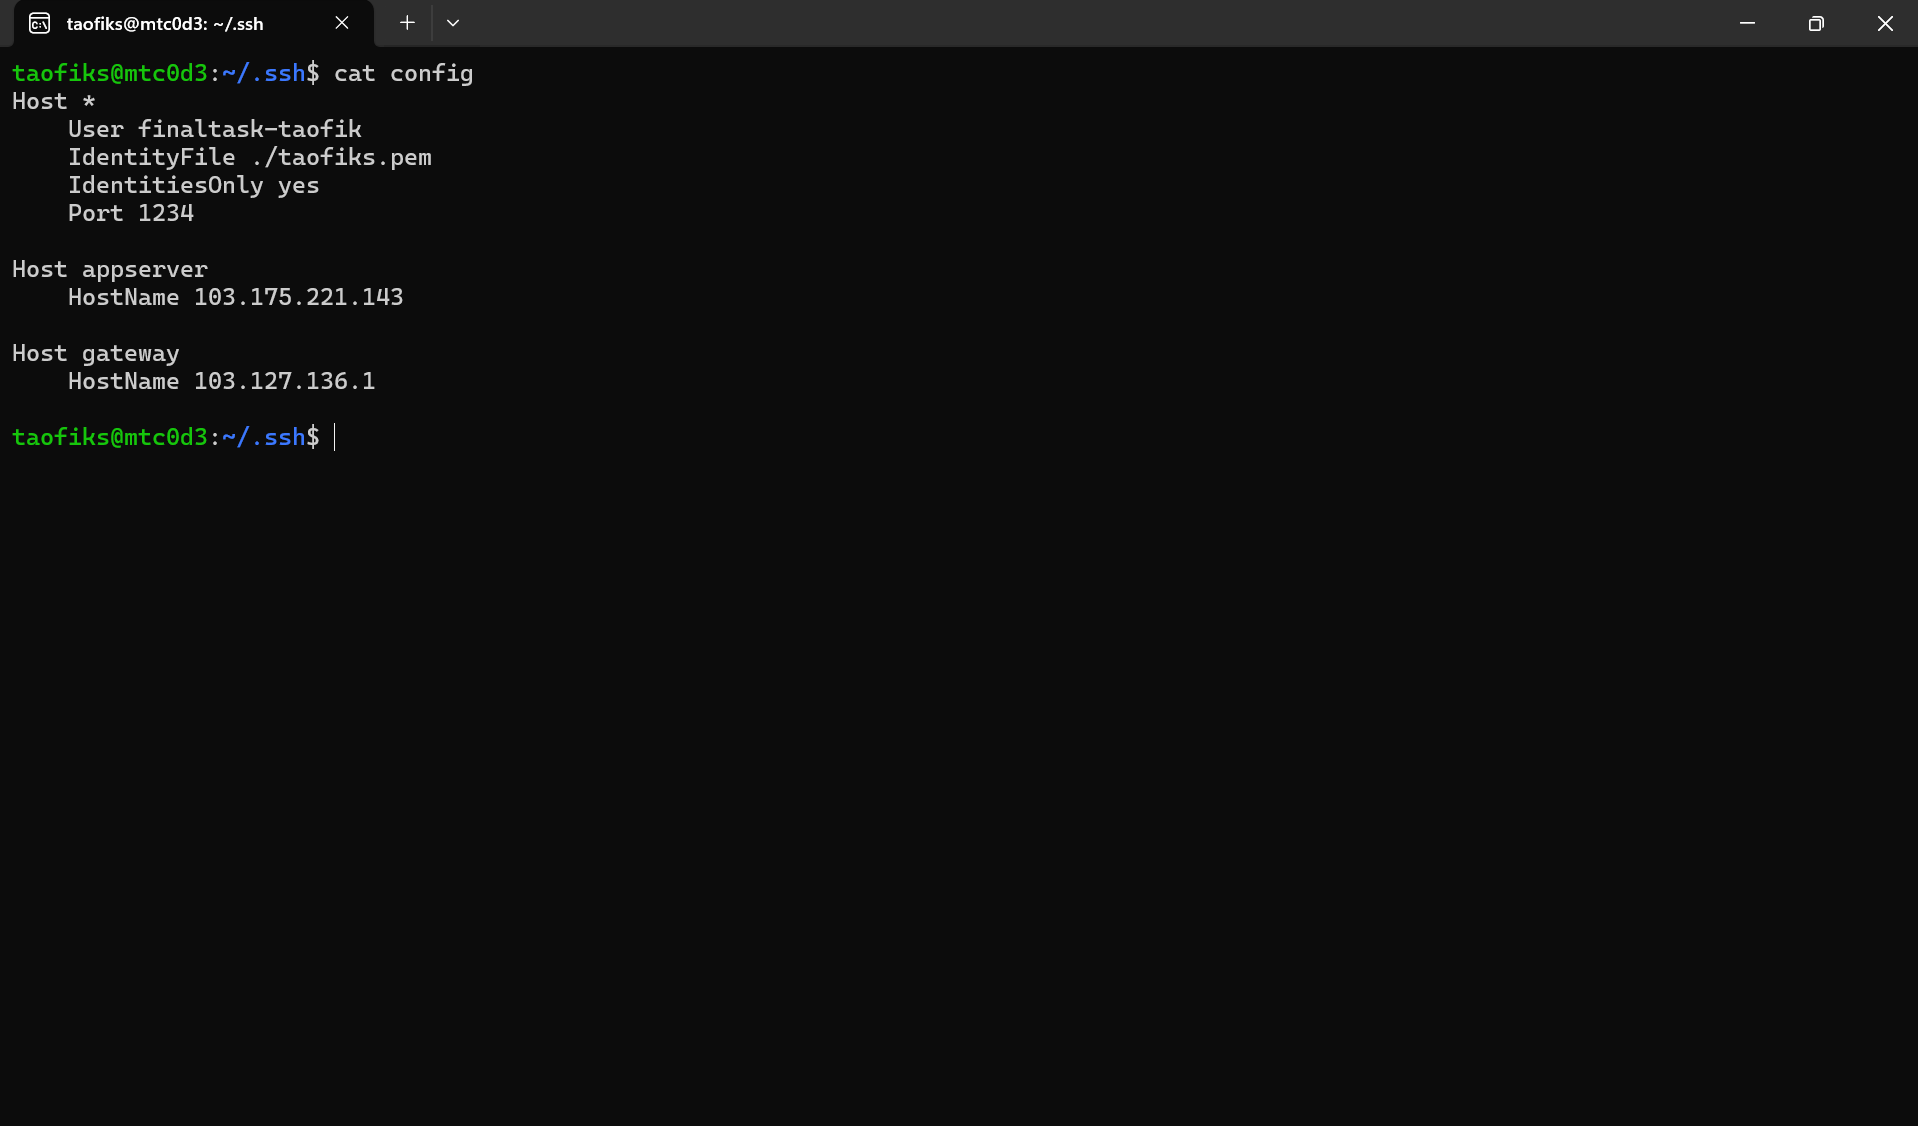 taofiks@mtc0d3: ~/.ssh
taofiks@mtc0d3:~/.ssh$ cat config
Host *
    User finaltask-taofik
    IdentityFile ./taofiks.pem
    IdentitiesOnly yes
    Port 1234

Host appserver
    HostName 103.175.221.143

Host gateway
    HostName 103.127.136.1

taofiks@mtc0d3:~/.ssh$